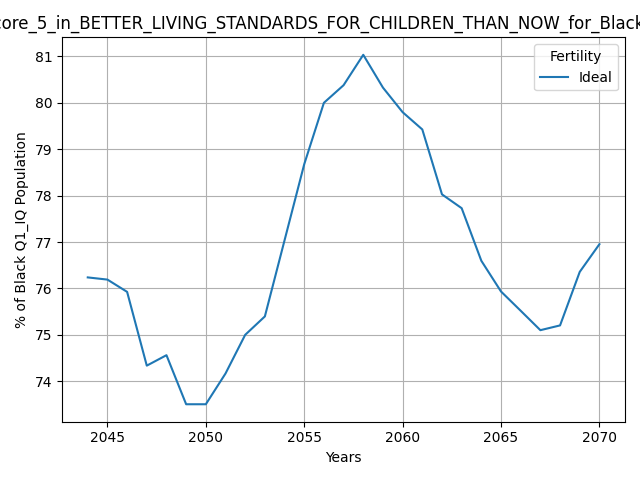 core_5_in_BETTER_LIVING_STANDARDS_FOR_CHILDREN_THAN_NOW_for_Black
Fertility
Ideal
% of Black Q1_IQ Population
81
80
79
78
77
76
75
74
2045 2050 2055 2060 2065 2070
Years